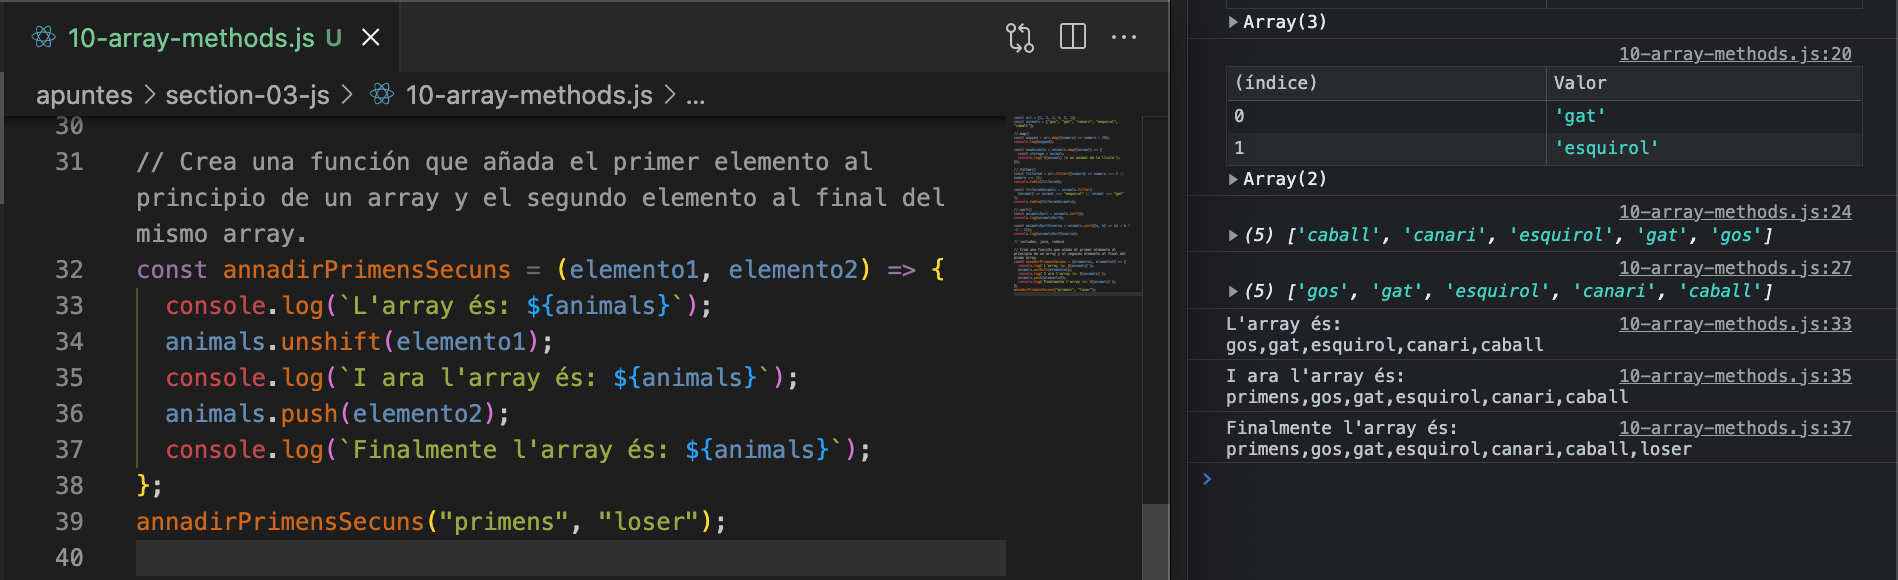 10-array-methods.js U
apuntes > section-03-js > 10-array-methods.js > ...
30
31 // Crea una función que añada el primer elemento al
principio de un array y el segundo elemento al final del
mismo array.
32 const annadirPrimensSecuns = (elemento1, elemento2) => {
33 console.log(`L'array és: ${animals}`);
34 animals.unshift(elemento1);
35 console.log(`I ara l'array és: ${animals}`);
36 animals.push(elemento2);
37 console.log(`Finalmente l'array és: ${animals}`);
38 };
39 annadirPrimensSecuns("primens", "loser");
40
Array(3)
10-array-methods.js:20
(índice) Valor
0 'gat'
1 'esquirol'
Array(2)
10-array-methods.js:24
(5) ['caball', 'canari', 'esquirol', 'gat', 'gos']
10-array-methods.js:27
(5) ['gos', 'gat', 'esquirol', 'canari', 'caball']
L'array és: 10-array-methods.js:33
gos,gat,esquirol,canari,caball
I ara l'array és: 10-array-methods.js:35
primens,gos,gat,esquirol,canari,caball
Finalmente l'array és: 10-array-methods.js:37
primens,gos,gat,esquirol,canari,caball,loser
>